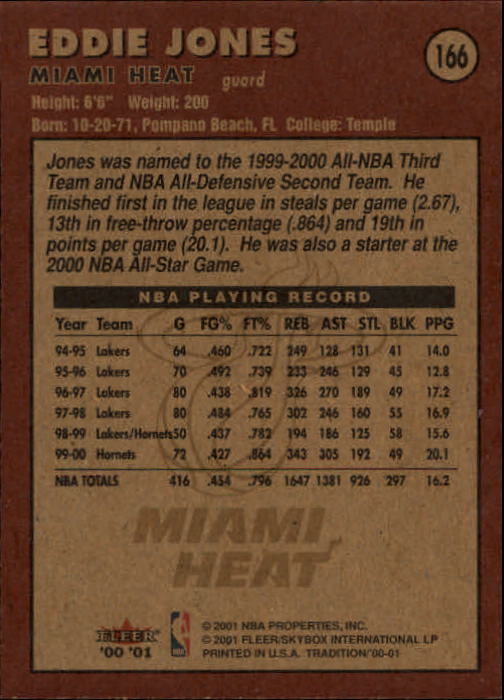 EDDIE JONES
166
MIAMI HEAT guard
Height: 6'6" Weight: 200
Born: 10-20-71, Pompano Beach, FL College: Temple
Jones was named to the 1999-2000 All-NBA Third
Team and NBA All-Defensive Second Team. He
finished first in the league in steals per game (2.67),
13th in free-throw percentage (.864) and 19th in
points per game (20.1). He was also a starter at the
2000 NBA All-Star Game.
NBA PLAYING RECORD
Year Team G FG% FT% REB AST STL BLK PPG
94-95 Lakers 64 .460 .722 249 128 131 41 14.0
95-96 Lakers 70 .492 .739 233 246 129 45 12.8
96-97 Lakers 80 .438 .819 326 270 189 49 17.2
97-98 Lakers 80 .484 .765 302 246 160 55 16.9
98-99 Lakers/Hornets 50 .437 .782 194 186 125 58 15.6
99-00 Hornets 72 .427 .864 343 305 192 49 20.1
NBA TOTALS 416 .454 .796 1647 1381 926 297 16.2
MIAMI
HEAT
FLEER
'00 '01
NBA
© 2001 NBA PROPERTIES, INC.
© 2001 FLEER/SKYBOX INTERNATIONAL LP
PRINTED IN U.S.A. TRADITION/'00-01